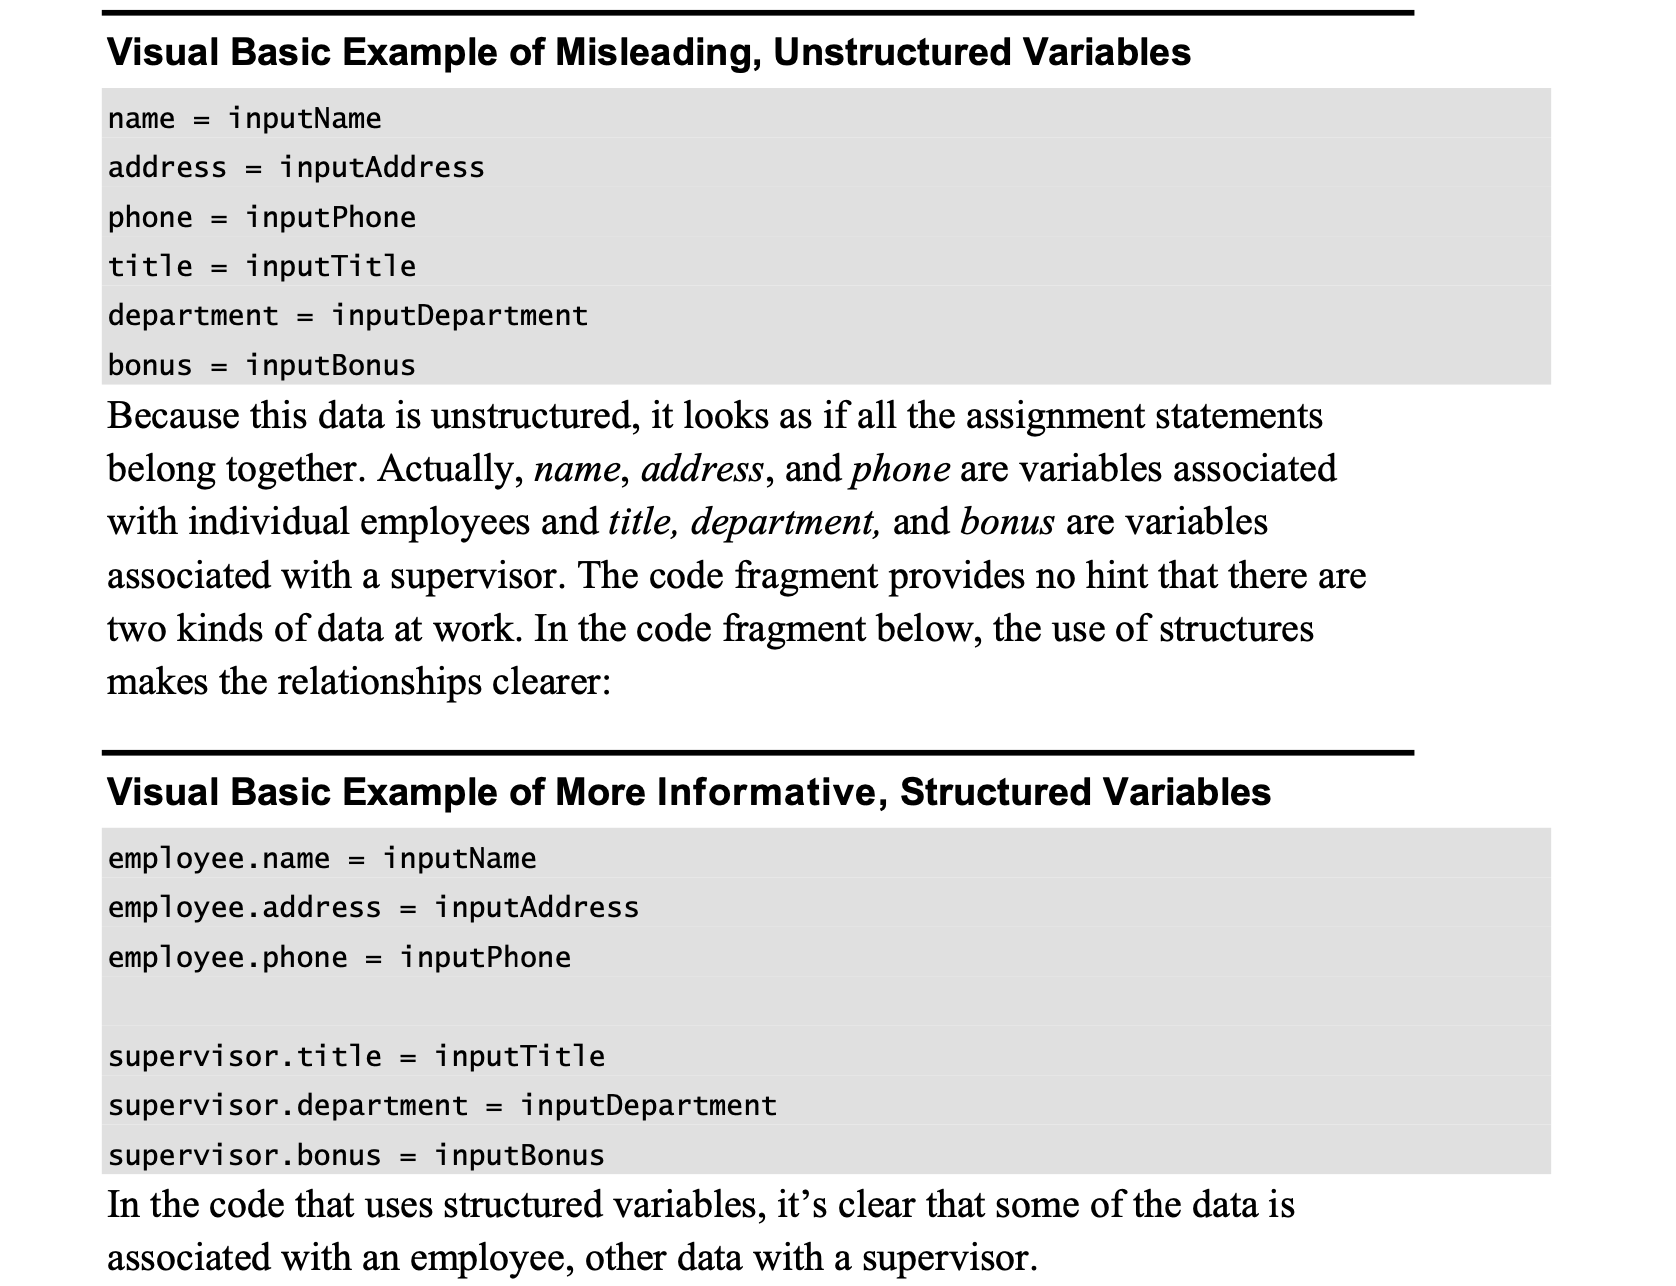 Visual Basic Example of Misleading, Unstructured Variables
name = inputName
address = inputAddress
phone = inputPhone
title = inputTitle
department = inputDepartment
bonus = inputBonus
Because this data is unstructured, it looks as if all the assignment statements
belong together. Actually, name, address, and phone are variables associated
with individual employees and title, department, and bonus are variables
associated with a supervisor. The code fragment provides no hint that there are
two kinds of data at work. In the code fragment below, the use of structures
makes the relationships clearer:
Visual Basic Example of More Informative, Structured Variables
employee.name = inputName
employee.address = inputAddress
employee.phone = inputPhone
supervisor.title = inputTitle
supervisor.department = inputDepartment
supervisor.bonus = inputBonus
In the code that uses structured variables, it’s clear that some of the data is
associated with an employee, other data with a supervisor.